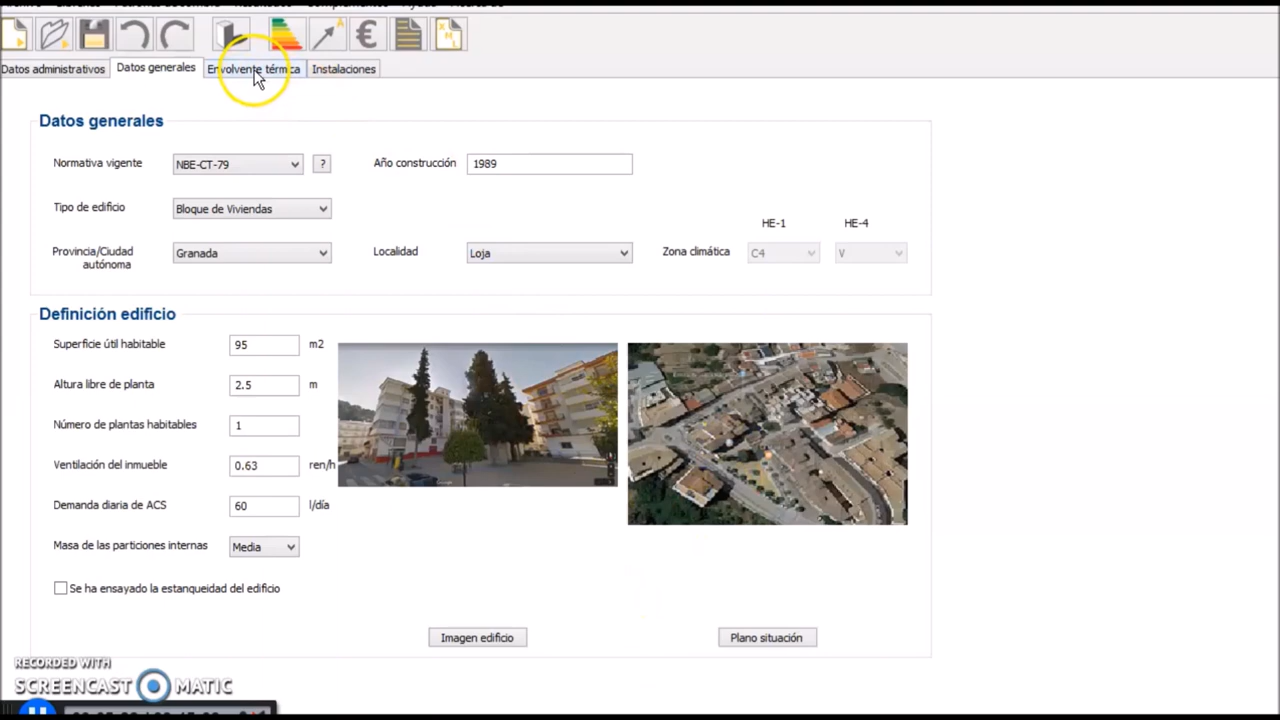 Datos administrativos Datos generales Envolvente térmica Instalaciones
Datos generales
Normativa vigente NBE-CT-79 ? Año construcción 1989
Tipo de edificio Bloque de Viviendas
HE-1 HE-4
Provincia/Ciudad autónoma Granada Localidad Loja Zona climática C4 V
Definición edificio
Superficie útil habitable 95 m2
Altura libre de planta 2.5 m
Número de plantas habitables 1
Ventilación del inmueble 0.63 ren/h
Demanda diaria de ACS 60 l/día
Masa de las particiones internas Media
Se ha ensayado la estanqueidad del edificio
Imagen edificio Plano situación
RECORDED WITH
SCREENCAST MATIC